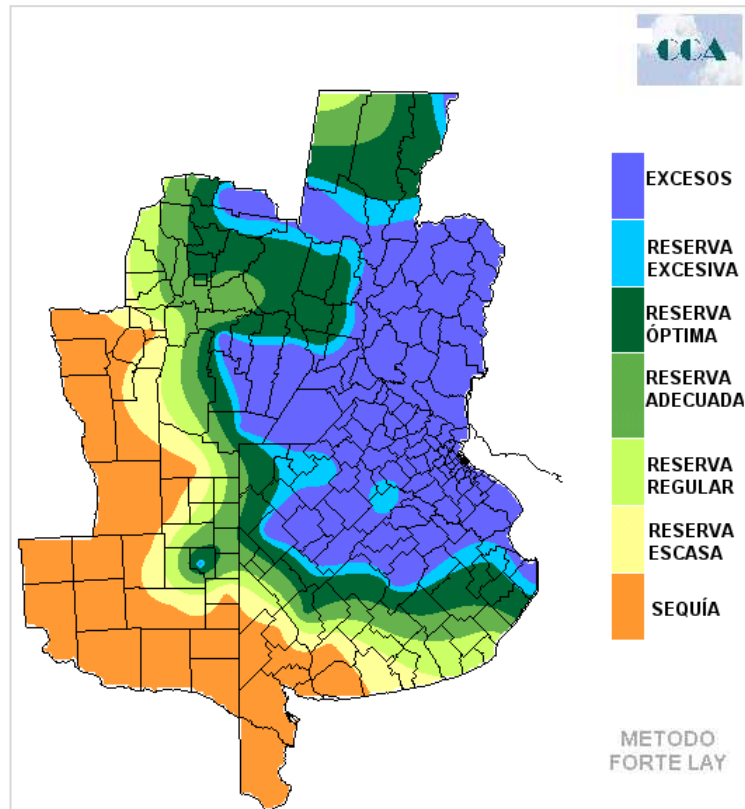 CCA
EXCESOS
RESERVA
EXCESIVA
RESERVA
ÓPTIMA
RESERVA
ADECUADA
RESERVA
REGULAR
RESERVA
ESCASA
SEQUÍA
METODO
FORTE LAY